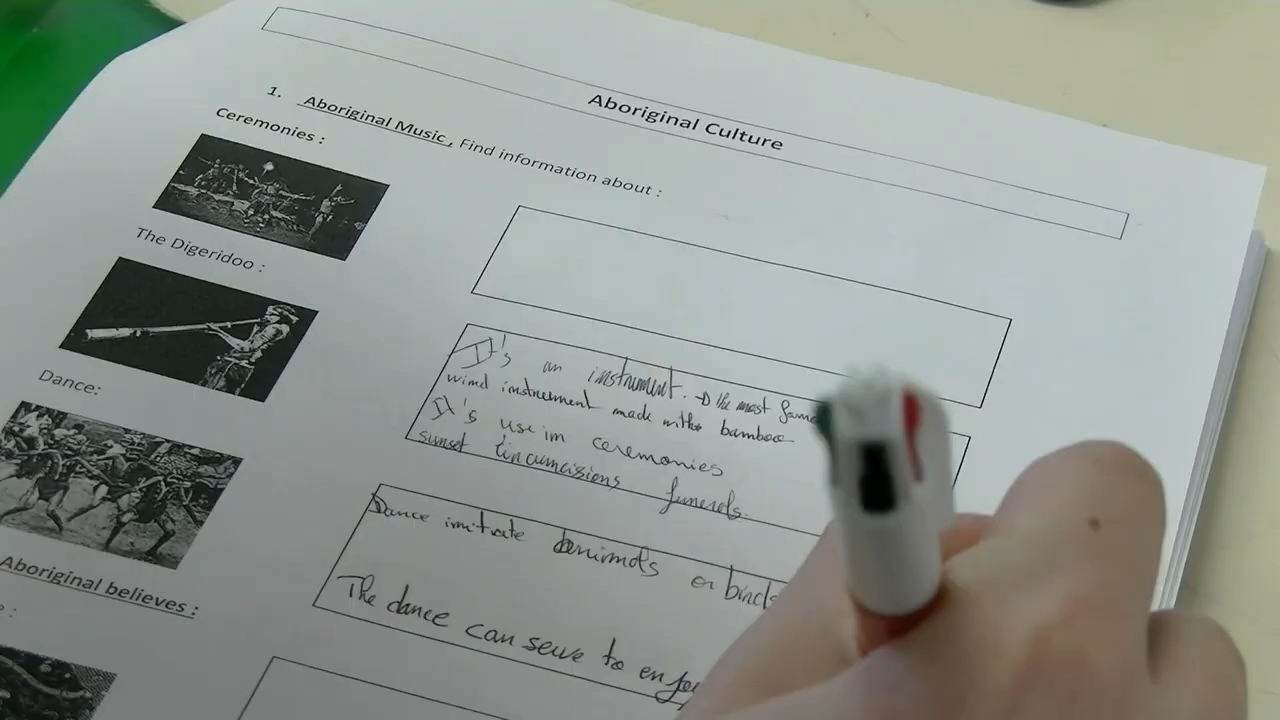 Aboriginal Culture
1. Aboriginal Music, Find information about :
Ceremonies :
The Digeridoo :
It's an instrument. → the most
wind instrument made with bamboo
It's use in ceremonies
sunset circumcisions funerals.
Dance:
Dance imitate animals or birds
The dance can serve to
Aboriginal believes :